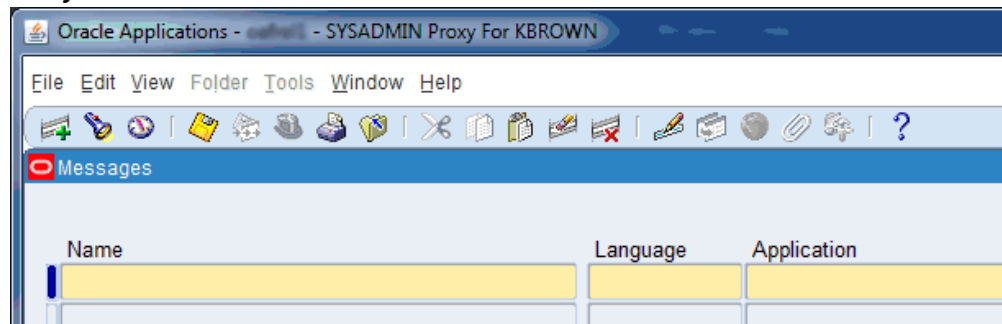 Oracle Applications - - SYSADMIN Proxy For KBROWN
File Edit View Folder Tools Window Help
?
Messages
Name Language Application